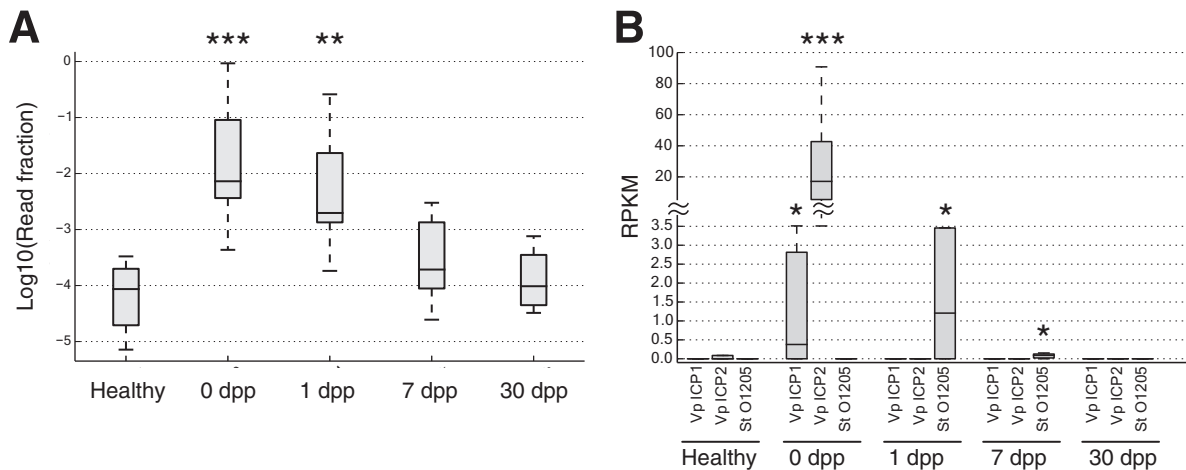 A
*** **
Log10(Read fraction)
0
−1
−2
−3
−4
−5
Healthy 0 dpp 1 dpp 7 dpp 30 dpp
B
***
RPKM
100
80
60
40
20
3.5
3.0
2.5
2.0
1.5
1.0
0.5
0.0
* * *
Vp ICP1 Vp ICP2 St O1205 Vp ICP1 Vp ICP2 St O1205 Vp ICP1 Vp ICP2 St O1205 Vp ICP1 Vp ICP2 St O1205 Vp ICP1 Vp ICP2 St O1205
Healthy 0 dpp 1 dpp 7 dpp 30 dpp